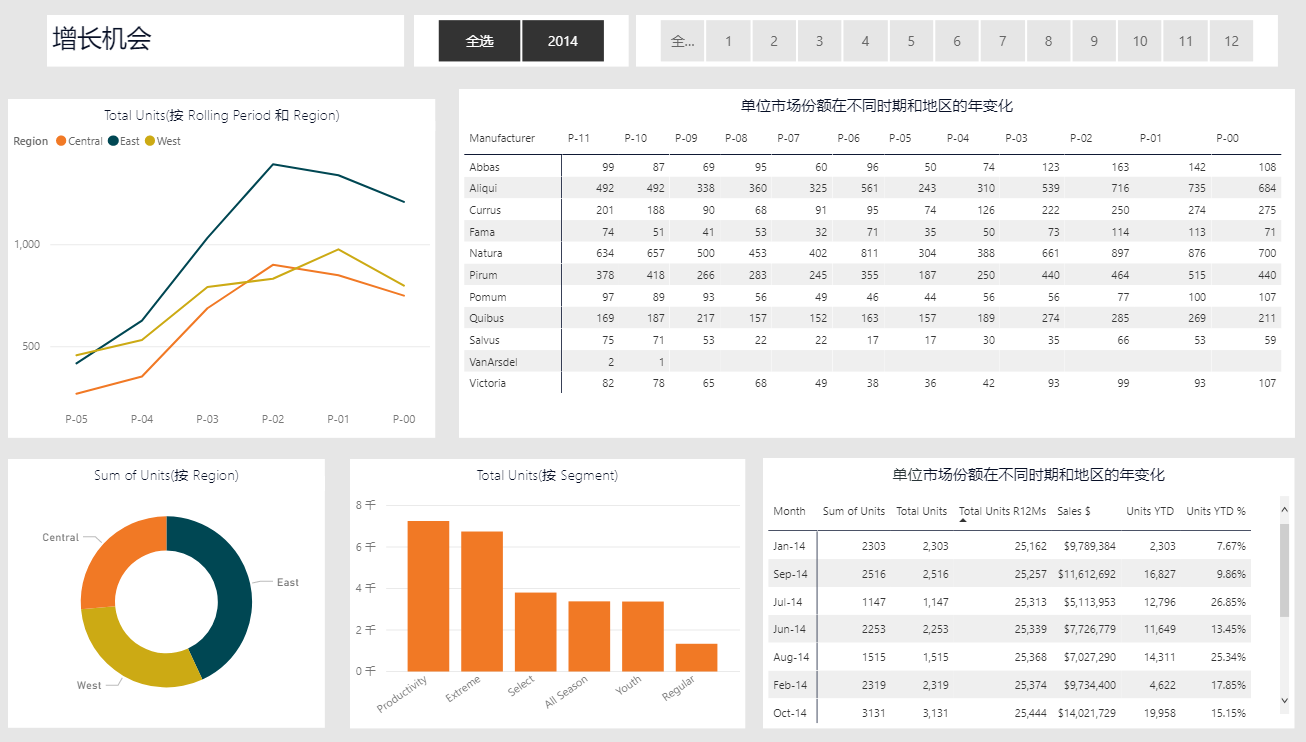 增长机会
全选 2014
全... 1 2 3 4 5 6 7 8 9 10 11 12
Total Units(按 Rolling Period 和 Region)
Region Central East West
1,000
500
P-05 P-04 P-03 P-02 P-01 P-00
单位市场份额在不同时期和地区的年变化
Manufacturer P-11 P-10 P-09 P-08 P-07 P-06 P-05 P-04 P-03 P-02 P-01 P-00
Abbas 99 87 69 95 60 96 50 74 123 163 142 108
Aliqui 492 492 338 360 325 561 243 310 539 716 735 684
Currus 201 188 90 68 91 95 74 126 222 250 274 275
Fama 74 51 41 53 32 71 35 50 73 114 113 71
Natura 634 657 500 453 402 811 304 388 661 897 876 700
Pirum 378 418 266 283 245 355 187 250 440 464 515 440
Pomum 97 89 93 56 49 46 44 56 56 77 100 107
Quibus 169 187 217 157 152 163 157 189 274 285 269 211
Salvus 75 71 53 22 22 17 17 30 35 66 53 59
VanArsdel 2 1
Victoria 82 78 65 68 49 38 36 42 93 99 93 107
Sum of Units(按 Region)
Central
East
West
Total Units(按 Segment)
8 千
6 千
4 千
2 千
0 千
Productivity Extreme Select All Season Youth Regular
单位市场份额在不同时期和地区的年变化
Month Sum of Units Total Units Total Units R12Ms Sales $ Units YTD Units YTD %
Jan-14 2303 2,303 25,162 $9,789,384 2,303 7.67%
Sep-14 2516 2,516 25,257 $11,612,692 16,827 9.86%
Jul-14 1147 1,147 25,313 $5,113,953 12,796 26.85%
Jun-14 2253 2,253 25,339 $7,726,779 11,649 13.45%
Aug-14 1515 1,515 25,368 $7,027,290 14,311 25.34%
Feb-14 2319 2,319 25,374 $9,734,400 4,622 17.85%
Oct-14 3131 3,131 25,444 $14,021,729 19,958 15.15%